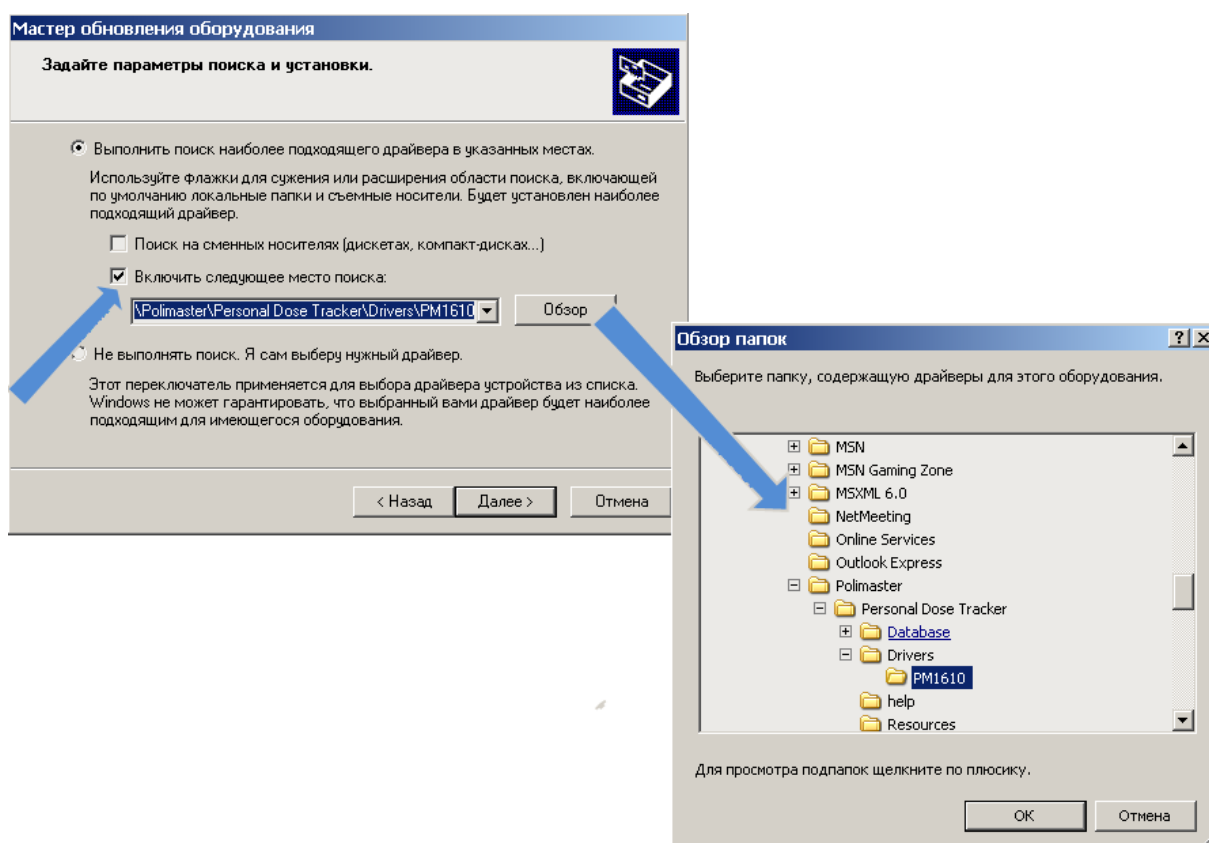 Мастер обновления оборудования
Задайте параметры поиска и установки.
Выполнить поиск наиболее подходящего драйвера в указанных местах.
Используйте флажки для сужения или расширения области поиска, включающей
по умолчанию локальные папки и съемные носители. Будет установлен наиболее
подходящий драйвер.
Поиск на сменных носителях (дискетах, компакт-дисках...)
Включить следующее место поиска:
\Polimaster\Personal Dose Tracker\Drivers\PM1610
Обзор
Не выполнять поиск. Я сам выберу нужный драйвер.
Этот переключатель применяется для выбора драйвера устройства из списка.
Windows не может гарантировать, что выбранный вами драйвер будет наиболее
подходящим для имеющегося оборудования.
< Назад
Далее >
Отмена
Обзор папок
Выберите папку, содержащую драйверы для этого оборудования.
MSN
MSN Gaming Zone
MSXML 6.0
NetMeeting
Online Services
Outlook Express
Polimaster
Personal Dose Tracker
Database
Drivers
PM1610
help
Resources
Для просмотра подпапок щелкните по плюсику.
ОК
Отмена